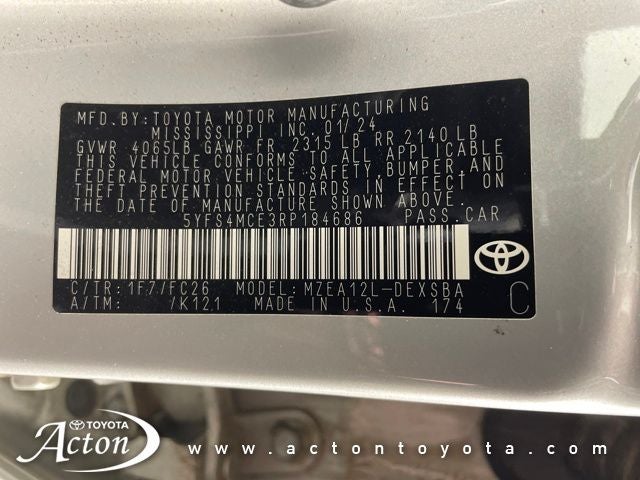 MFD. BY: TOYOTA MOTOR MANUFACTURING
MISSISSIPPI INC. 01/24
GVWR 4065LB GAWR FR. 2315 LB RR 2140 LB
THIS VEHICLE CONFORMS TO ALL APPLICABLE
FEDERAL MOTOR VEHICLE SAFETY, BUMPER, AND
THEFT PREVENTION STANDARDS IN EFFECT ON
THE DATE OF MANUFACTURE SHOWN ABOVE.
5YFS4MCE3RP184686 PASS. CAR
C/TR: 1F7/FC26 MODEL: MZEA12L-DEXSBA
A/TM: /K121 MADE IN U.S.A. 174
C
TOYOTA
Acton
www.actontoyota.com